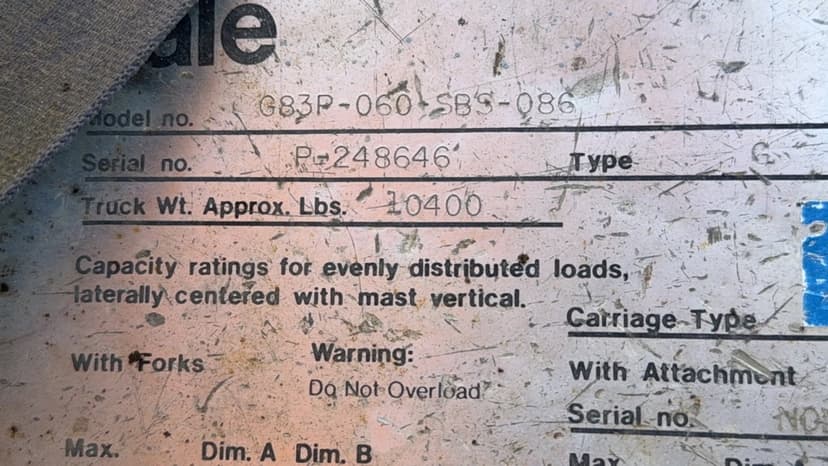 ale
Model no. G83P-060-SBS-086
Serial no. P-248646 Type G
Truck Wt. Approx. Lbs. 10400
Capacity ratings for evenly distributed loads,
laterally centered with mast vertical.
Carriage Type
With Forks Warning:
With Attachment
Do Not Overload
Serial no.
Max. Dim. A Dim. B
Max.